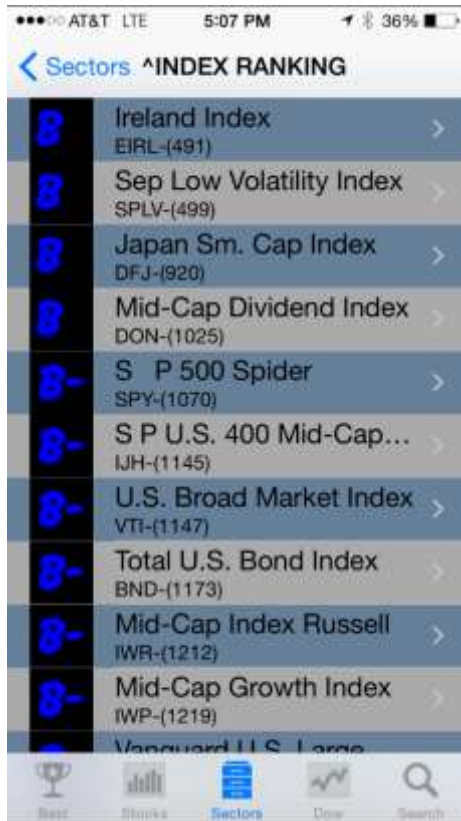 AT&T LTE 5:07 PM 36%
Sectors ^INDEX RANKING
8 Ireland Index
EIRL-(491)
8 Sep Low Volatility Index
SPLV-(499)
8 Japan Sm. Cap Index
DFJ-(920)
8 Mid-Cap Dividend Index
DON-(1025)
8- S P 500 Spider
SPY-(1070)
8- S P U.S. 400 Mid-Cap...
IJH-(1145)
8- U.S. Broad Market Index
VTI-(1147)
8- Total U.S. Bond Index
BND-(1173)
8- Mid-Cap Index Russell
IWR-(1212)
8- Mid-Cap Growth Index
IWP-(1219)
8- Vanguard U.S. Large
Best Stocks Sectors Dow Search